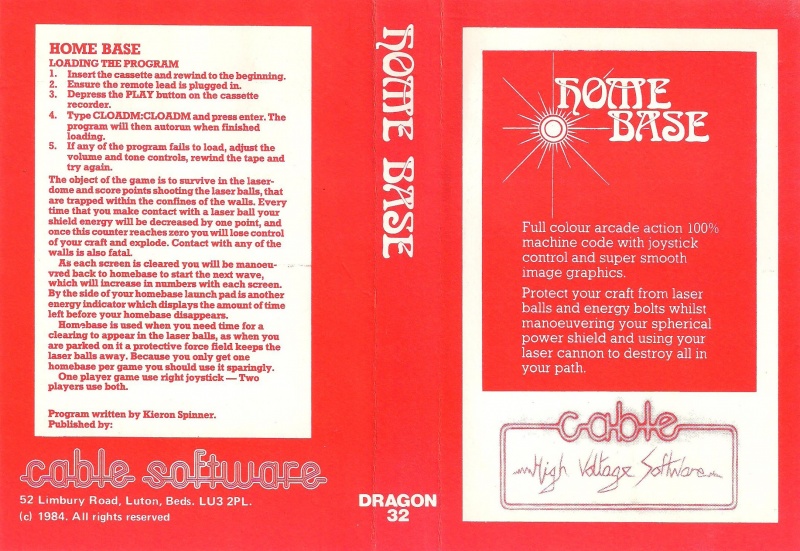 HOME BASE
LOADING THE PROGRAM
1. Insert the cassette and rewind to the beginning.
2. Ensure the remote lead is plugged in.
3. Depress the PLAY button on the cassette
recorder.
4. Type CLOADM:CLOADM and press enter. The
program will then autorun when finished
loading.
5. If any of the program fails to load, adjust the
volume and tone controls, rewind the tape and
try again.
The object of the game is to survive in the laser-
dome and score points shooting the laser balls, that
are trapped within the confines of the walls. Every
time that you make contact with a laser ball your
shield energy will be decreased by one point, and
once this counter reaches zero you will lose control
of your craft and explode. Contact with any of the
walls is also fatal.
As each screen is cleared you will be manoeu-
vred back to homebase to start the next wave,
which will increase in numbers with each screen.
By the side of your homebase launch pad is another
energy indicator which displays the amount of time
left before your homebase disappears.
Homebase is used when you need time for a
clearing to appear in the laser balls, as when you
are parked on it a protective force field keeps the
laser balls away. Because you only get one
homebase per game you should use it sparingly.
One player game use right joystick — Two
players use both.
Program written by Kieron Spinner.
Published by:
cable software
52 Limbury Road, Luton, Beds. LU3 2PL.
(c) 1984. All rights reserved
HOME BASE
DRAGON
32
HOME
BASE
Full colour arcade action 100%
machine code with joystick
control and super smooth
image graphics.
Protect your craft from laser
balls and energy bolts whilst
manoeuvering your spherical
power shield and using your
laser cannon to destroy all in
your path.
cable
High Voltage Software